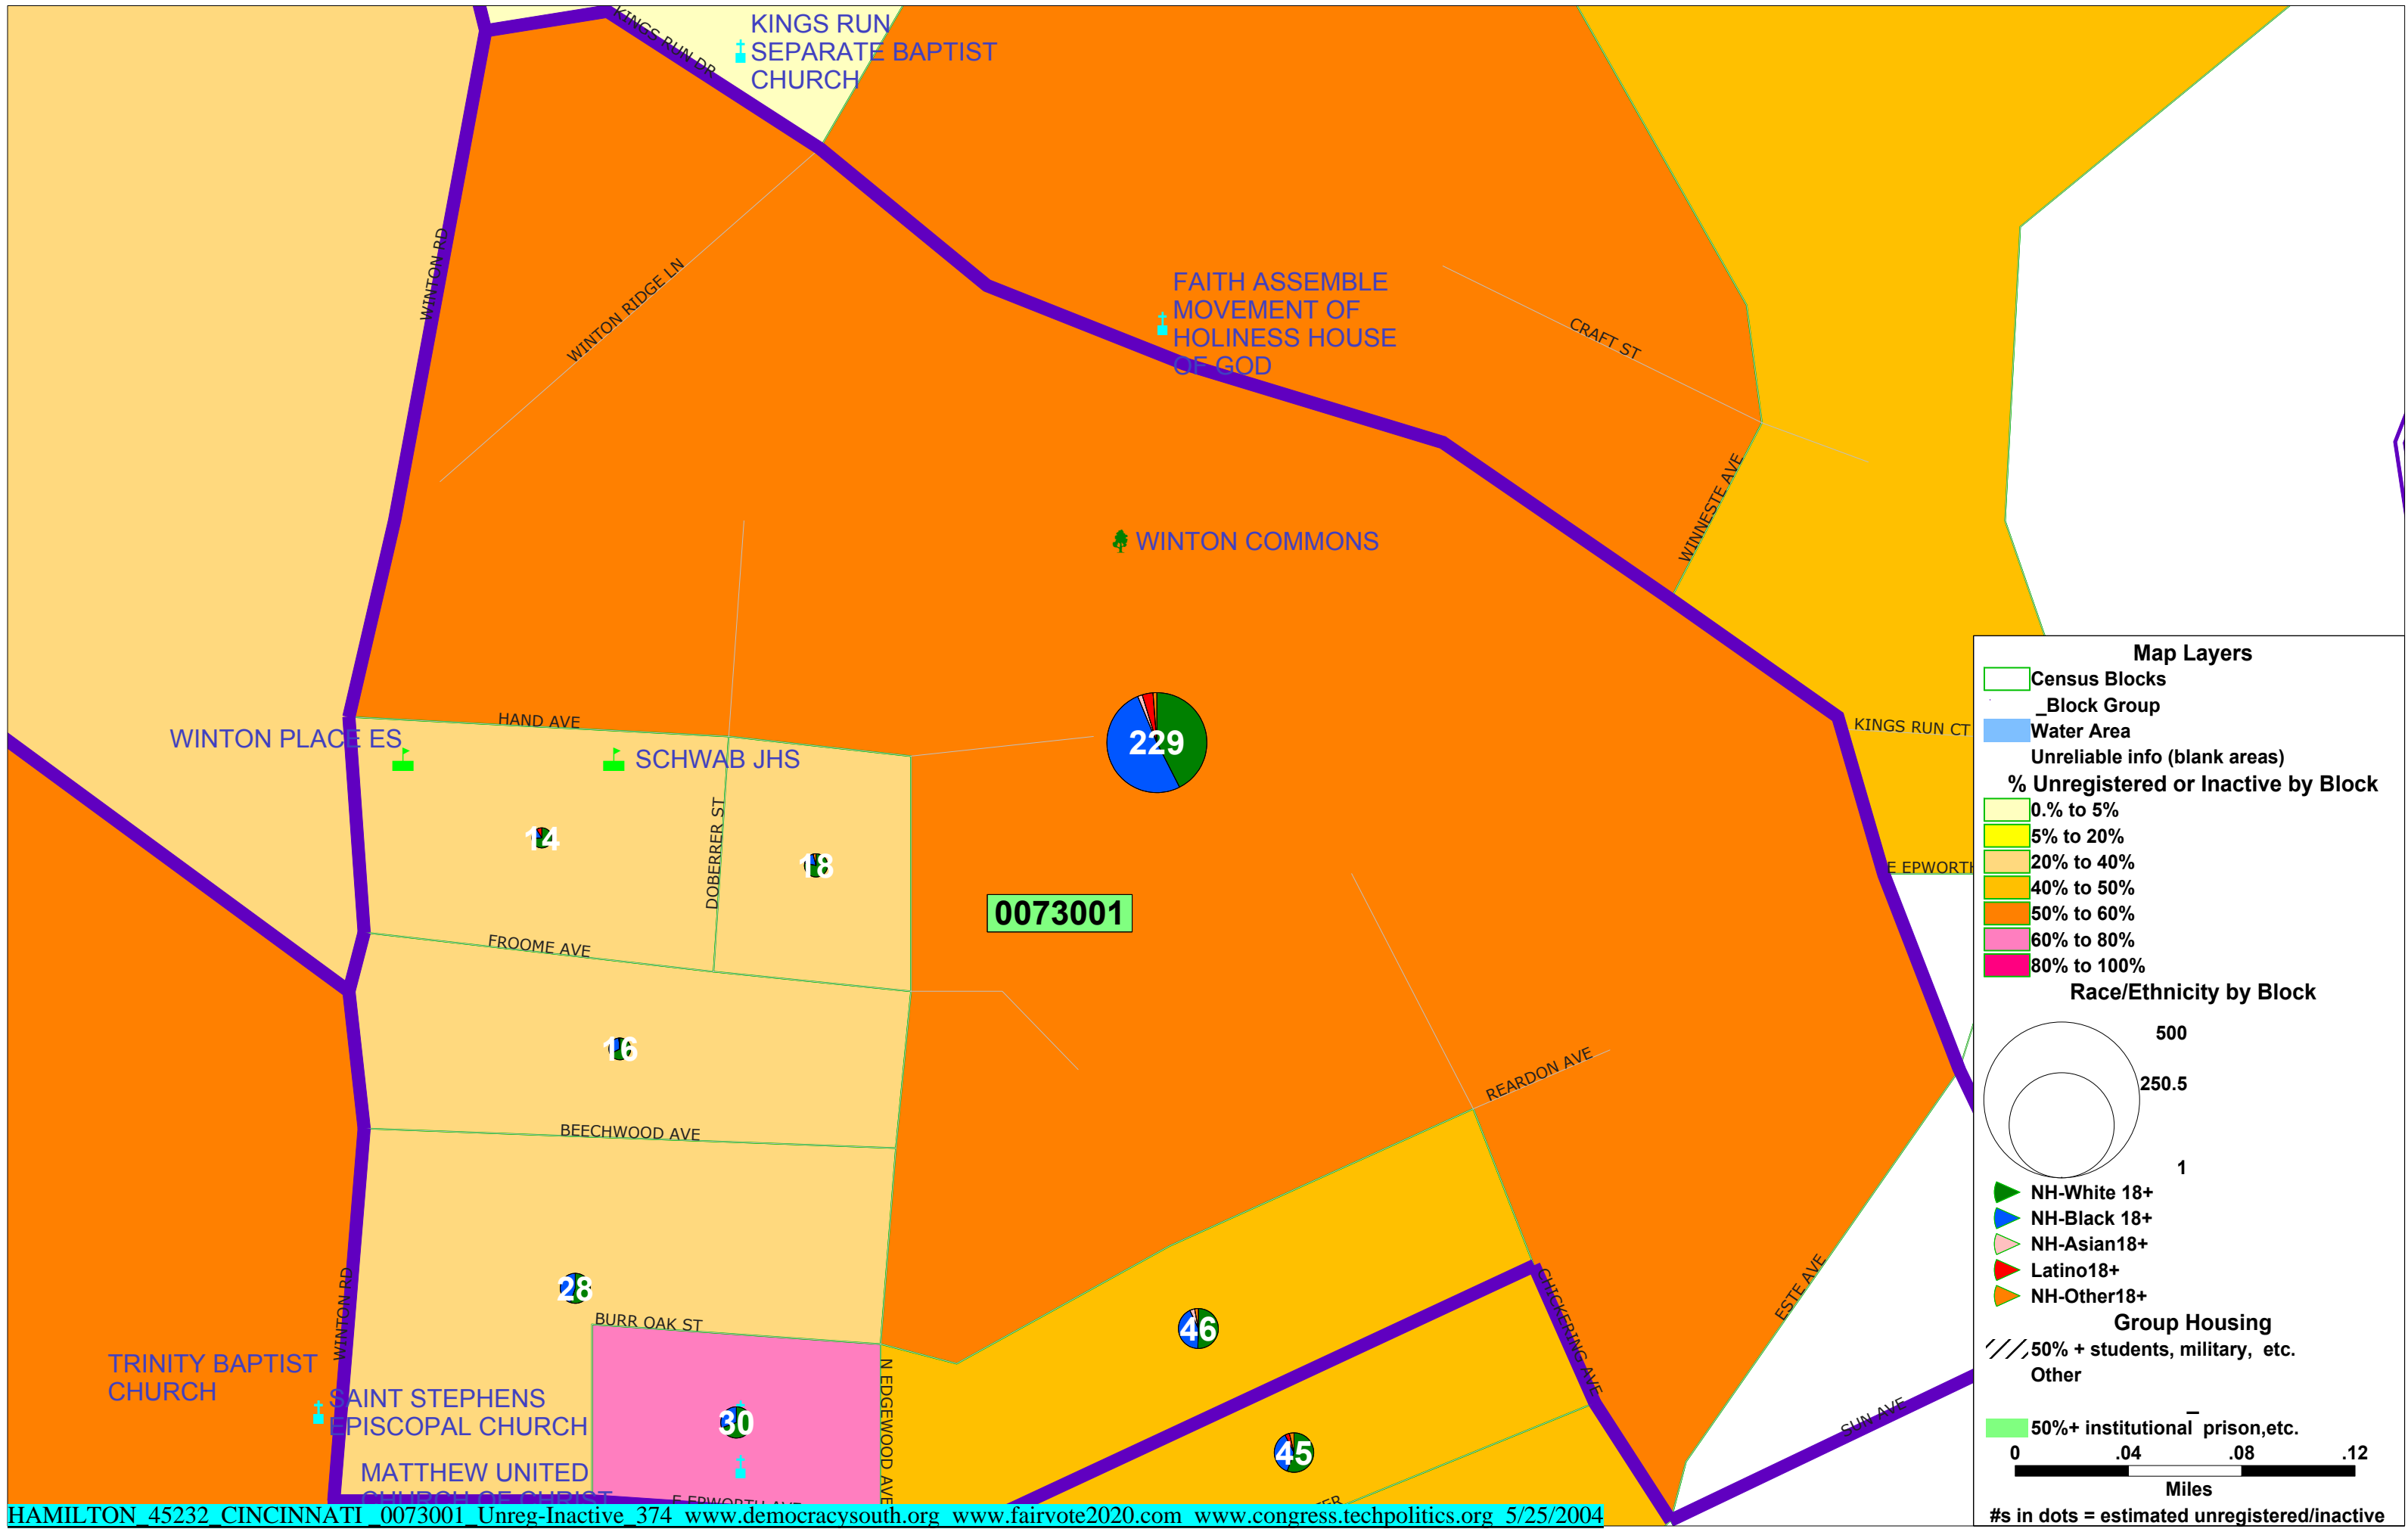 KINGS RUN DR
KINGS RUN
SEPARATE BAPTIST
CHURCH
WINTON RD
WINTON RIDGE LN
FAITH ASSEMBLE
MOVEMENT OF
HOLINESS HOUSE
OF GOD
CRAFT ST
WINNESTE AVE
WINTON COMMONS
HAND AVE
WINTON PLACE ES
SCHWAB JHS
229
KINGS RUN CT
14
18
DOBERRER ST
E EPWORTH
0073001
FROOME AVE
16
REARDON AVE
BEECHWOOD AVE
28
BURR OAK ST
46
CHICKERING AVE
ESTE AVE
WINTON RD
TRINITY BAPTIST
CHURCH
SAINT STEPHENS
EPISCOPAL CHURCH
30
N EDGEWOOD AVE
45
SUN AVE
MATTHEW UNITED
CHURCH OF CHRIST
E EPWORTH AVE
HAMILTON_45232_CINCINNATI _0073001_Unreg-Inactive_374 www.democracysouth.org www.fairvote2020.com www.congress.techpolitics.org 5/25/2004
Map Layers
Census Blocks
_Block Group
Water Area
Unreliable info (blank areas)
% Unregistered or Inactive by Block
0.% to 5%
5% to 20%
20% to 40%
40% to 50%
50% to 60%
60% to 80%
80% to 100%
Race/Ethnicity by Block
500
250.5
1
NH-White 18+
NH-Black 18+
NH-Asian18+
Latino18+
NH-Other18+
Group Housing
50% + students, military, etc.
Other
_
50%+ institutional prison,etc.
0 .04 .08 .12
Miles
#s in dots = estimated unregistered/inactive